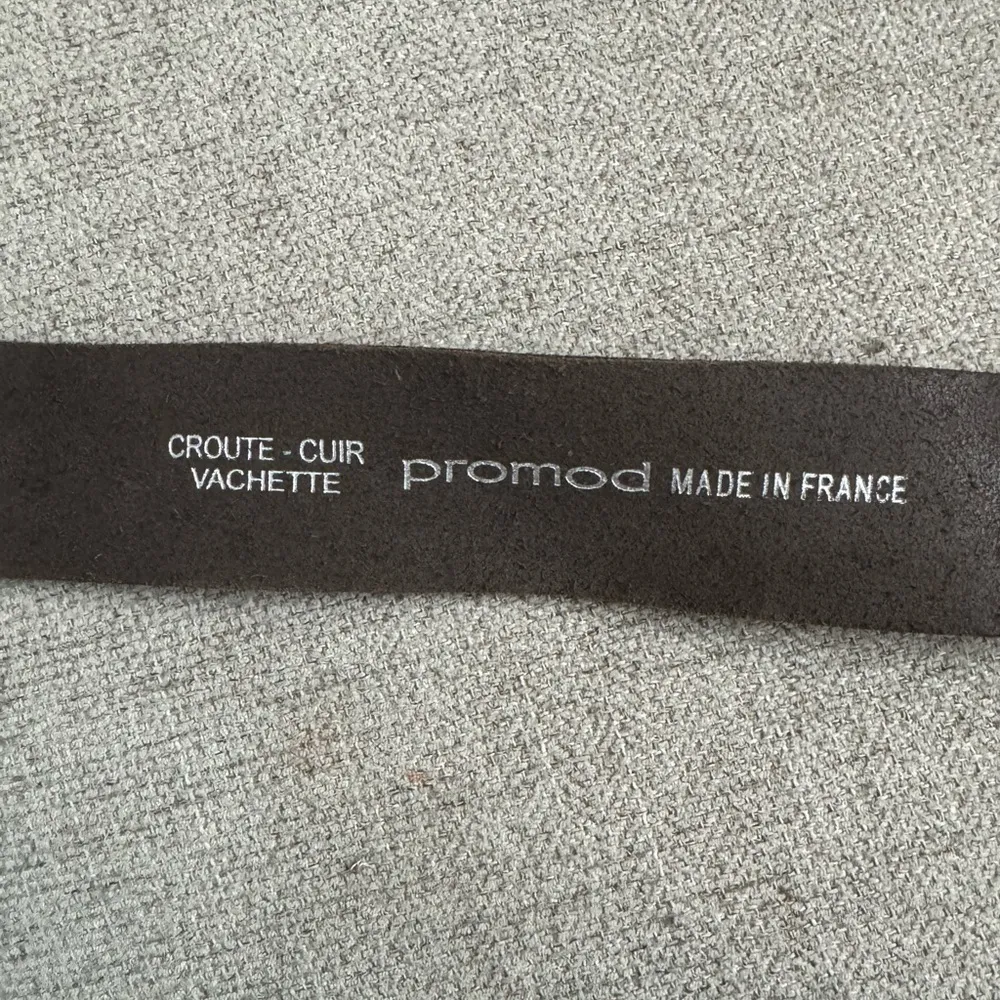 CROUTE - CUIR
VACHETTE
promod MADE IN FRANCE